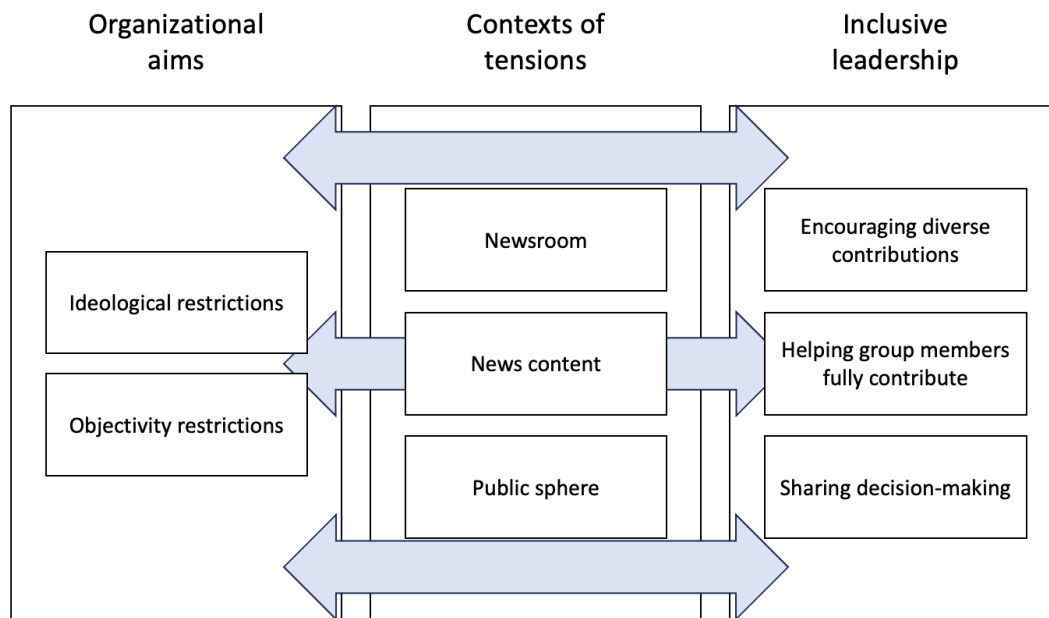 Organizational
aims
Contexts of
tensions
Inclusive
leadership
Ideological restrictions
Objectivity restrictions
Newsroom
News content
Public sphere
Encouraging diverse
contributions
Helping group members
fully contribute
Sharing decision-making